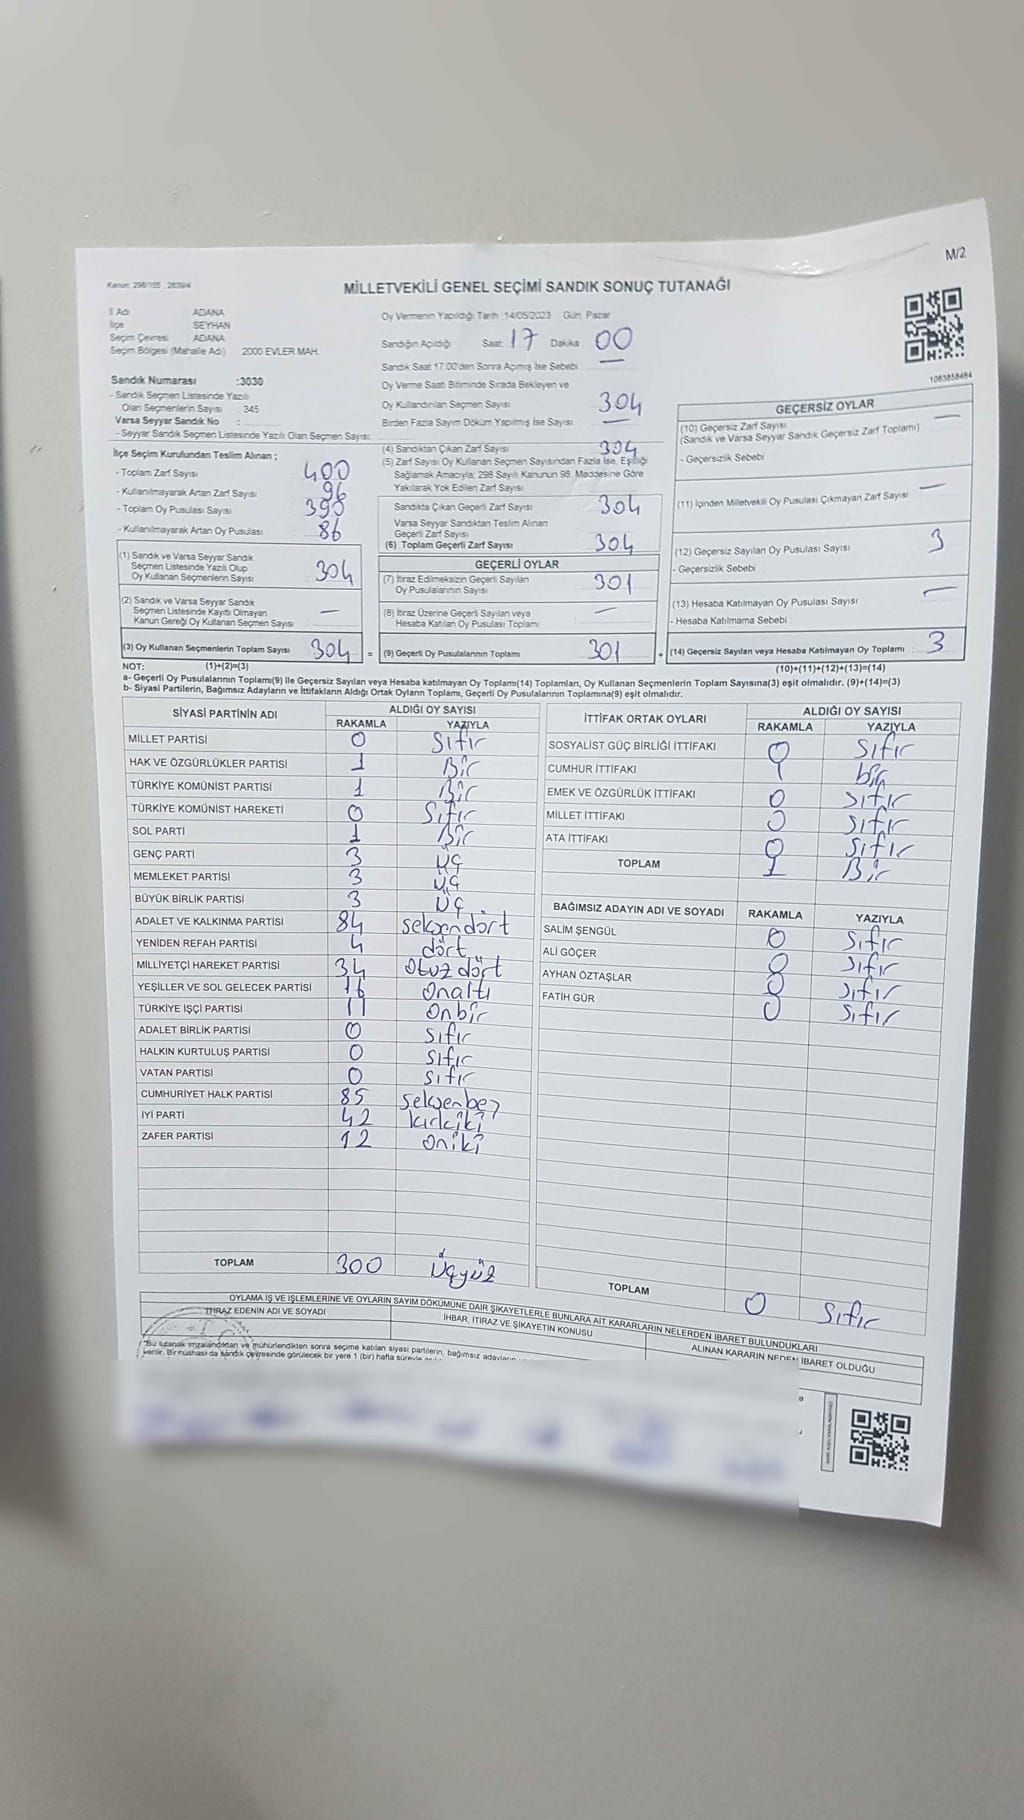 M/2
Kanun: 298/105 , 2839/4
MİLLETVEKİLİ GENEL SEÇİMİ SANDIK SONUÇ TUTANAĞI
1083858464
İl Adı : ADANA
İlçe : SEYHAN
Seçim Çevresi : ADANA
Seçim Bölgesi (Mahalle Adı) : 2000 EVLER MAH.
Sandık Numarası :3030
- Sandık Seçmen Listesinde Yazılı
Olan Seçmenlerin Sayısı : 345
Varsa Seyyar Sandık No :
- Seyyar Sandık Seçmen Listesinde Yazılı Olan Seçmen Sayısı:
İlçe Seçim Kurulundan Teslim Alınan ;
- Toplam Zarf Sayısı : 400
- Kullanılmayarak Artan Zarf Sayısı : 96
- Toplam Oy Pusulası Sayısı : 390
- Kullanılmayarak Artan Oy Pusulası : 86
(1) Sandık ve Varsa Seyyar Sandık
Seçmen Listesinde Yazılı Olup
Oy Kullanan Seçmenlerin Sayısı : 304
(2) Sandık ve Varsa Seyyar Sandık
Seçmen Listesinde Kayıtlı Olmayan
Kanun Gereği Oy Kullanan Seçmen Sayısı : —
(3) Oy Kullanan Seçmenlerin Toplam Sayısı : 304 =
Oy Vermenin Yapıldığı Tarih :14/05/2023 Gün: Pazar
Sandığın Açıldığı Saat: 17 Dakika : 00
Sandık Saat 17:00'den Sonra Açılmış İse Sebebi : —
Oy Verme Saati Bitiminde Sırada Bekleyen ve
Oy Kullandırılan Seçmen Sayısı : 304
Birden Fazla Sayım Döküm Yapılmış İse Sayısı : —
(4) Sandıktan Çıkan Zarf Sayısı : 304
(5) Zarf Sayısı Oy Kullanan Seçmen Sayısından Fazla İse, Eşitliği
Sağlamak Amacıyla; 298 Sayılı Kanunun 98. Maddesine Göre
Yakılarak Yok Edilen Zarf Sayısı
Sandıkta Çıkan Geçerli Zarf Sayısı : 304
Varsa Seyyar Sandıktan Teslim Alınan
Geçerli Zarf Sayısı
(6) Toplam Geçerli Zarf Sayısı : 304
GEÇERLİ OYLAR
(7) İtiraz Edilmeksizin Geçerli Sayılan
Oy Pusulalarının Sayısı : 301
(8) İtiraz Üzerine Geçerli Sayılan veya
Hesaba Katılan Oy Pusulası Toplamı : —
(9) Geçerli Oy Pusulalarının Toplamı : 301 +
GEÇERSİZ OYLAR
(10) Geçersiz Zarf Sayısı : —
(Sandık ve Varsa Seyyar Sandık Geçersiz Zarf Toplamı)
- Geçersizlik Sebebi :
(11) İçinden Milletvekili Oy Pusulası Çıkmayan Zarf Sayısı : —
(12) Geçersiz Sayılan Oy Pusulası Sayısı : 3
- Geçersizlik Sebebi :
(13) Hesaba Katılmayan Oy Pusulası Sayısı : —
- Hesaba Katılmama Sebebi :
(14) Geçersiz Sayılan veya Hesaba Katılmayan Oy Toplamı : 3
NOT: (1)+(2)=(3) (10)+(11)+(12)+(13)=(14)
a- Geçerli Oy Pusulalarının Toplamı(9) ile Geçersiz Sayılan veya Hesaba katılmayan Oy Toplamı(14) Toplamları, Oy Kullanan Seçmenlerin Toplam Sayısına(3) eşit olmalıdır. (9)+(14)=(3)
b- Siyasi Partilerin, Bağımsız Adayların ve İttifakların Aldığı Ortak Oyların Toplamı, Geçerli Oy Pusulalarının Toplamına(9) eşit olmalıdır.
SİYASİ PARTİNİN ADI ALDIĞI OY SAYISI
RAKAMLA YAZIYLA
MİLLET PARTİSİ 0 Sıfır
HAK VE ÖZGÜRLÜKLER PARTİSİ 1 Bir
TÜRKİYE KOMÜNİST PARTİSİ 1 Bir
TÜRKİYE KOMÜNİST HAREKETİ 0 Sıfır
SOL PARTİ 1 Bir
GENÇ PARTİ 3 üç
MEMLEKET PARTİSİ 3 üç
BÜYÜK BİRLİK PARTİSİ 3 üç
ADALET VE KALKINMA PARTİSİ 84 seksendört
YENİDEN REFAH PARTİSİ 4 dört
MİLLİYETÇİ HAREKET PARTİSİ 34 otuzdört
YEŞİLLER VE SOL GELECEK PARTİSİ 16 onaltı
TÜRKİYE İŞÇİ PARTİSİ 11 onbir
ADALET BİRLİK PARTİSİ 0 sıfır
HALKIN KURTULUŞ PARTİSİ 0 sıfır
VATAN PARTİSİ 0 sıfır
CUMHURİYET HALK PARTİSİ 85 seksenbeş
İYİ PARTİ 42 kırkiki
ZAFER PARTİSİ 12 oniki
TOPLAM 300 üçyüz
İTTİFAK ORTAK OYLARI ALDIĞI OY SAYISI
RAKAMLA YAZIYLA
SOSYALİST GÜÇ BİRLİĞİ İTTİFAKI 0 sıfır
CUMHUR İTTİFAKI 1 bir
EMEK VE ÖZGÜRLÜK İTTİFAKI 0 sıfır
MİLLET İTTİFAKI 0 sıfır
ATA İTTİFAKI 0 sıfır
TOPLAM 1 Bir
BAĞIMSIZ ADAYIN ADI VE SOYADI RAKAMLA YAZIYLA
SALİM ŞENGÜL 0 sıfır
ALİ GÖÇER 0 sıfır
AYHAN ÖZTAŞLAR 0 sıfır
FATİH GÜR 0 sıfır
TOPLAM 0 sıfır
OYLAMA İŞ VE İŞLEMLERİNE VE OYLARIN SAYIM DÖKÜMÜNE DAİR ŞİKAYETLERLE BUNLARA AİT KARARLARIN NELERDEN İBARET BULUNDUKLARI
İTİRAZ EDENİN ADI VE SOYADI
İHBAR, İTİRAZ VE ŞİKAYETİN KONUSU
ALINAN KARARIN NEDEN İBARET OLDUĞU
"Bu tutanak imzalandıktan ve mühürlendikten sonra seçime katılan siyasi partilerin, bağımsız adayların
verilir. Bir nüshası da sandık çevresinde görülecek bir yere 1 (bir) hafta süreyle